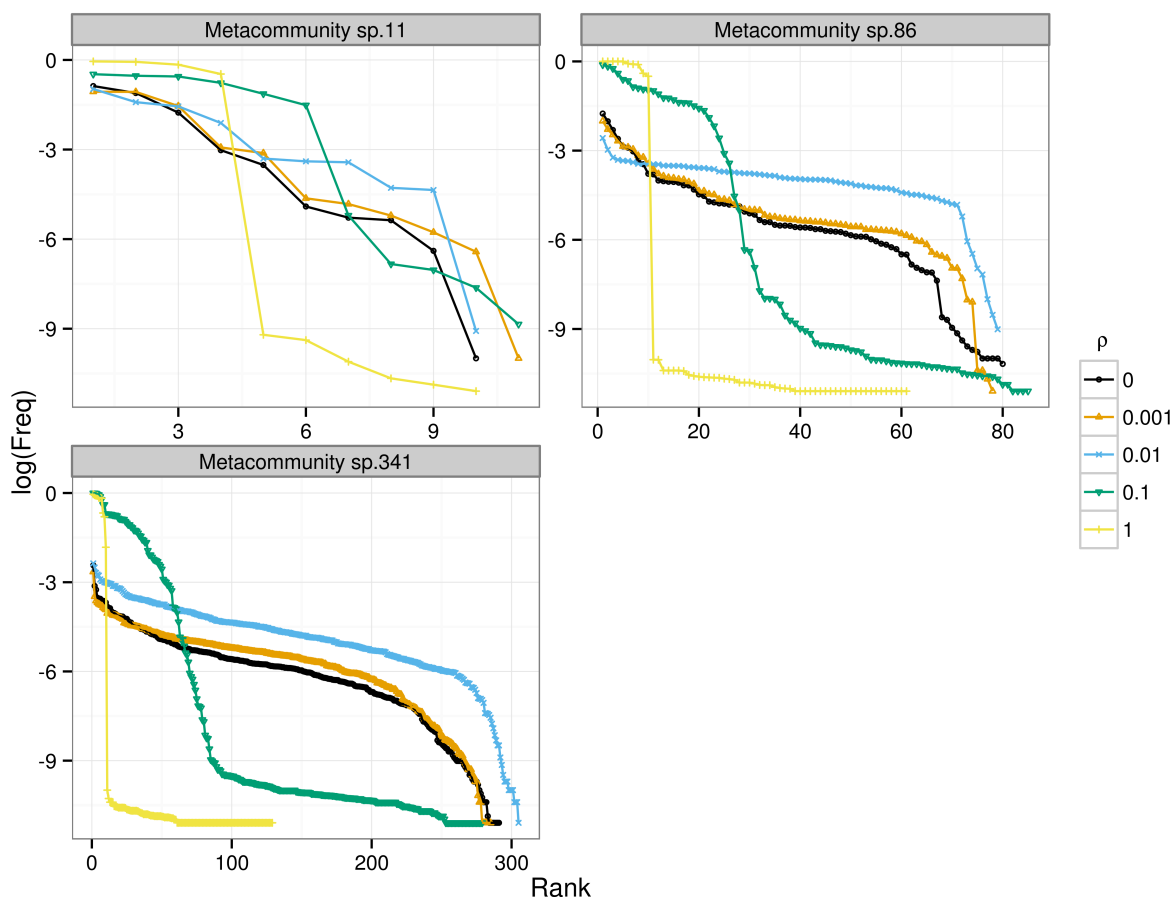 Metacommunity sp.11
Metacommunity sp.86
0
-3
-6
-9
3 6 9
0
-3
-6
-9
0 20 40 60 80
Metacommunity sp.341
0
-3
-6
-9
0 100 200 300
log(Freq)
Rank
ρ
0
0.001
0.01
0.1
1